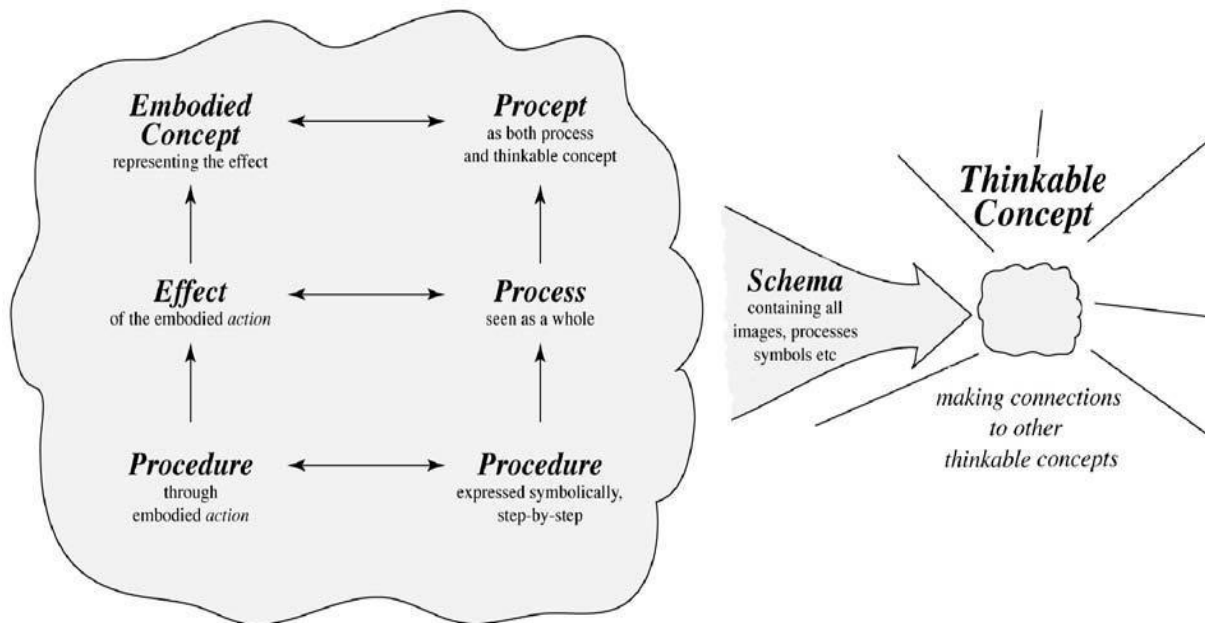 Embodied
Concept
representing the effect
Procept
as both process
and thinkable concept
Effect
of the embodied action
Process
seen as a whole
Procedure
through
embodied action
Procedure
expressed symbolically,
step-by-step
Schema
containing all
images, processes
symbols etc
Thinkable
Concept
making connections
to other
thinkable concepts